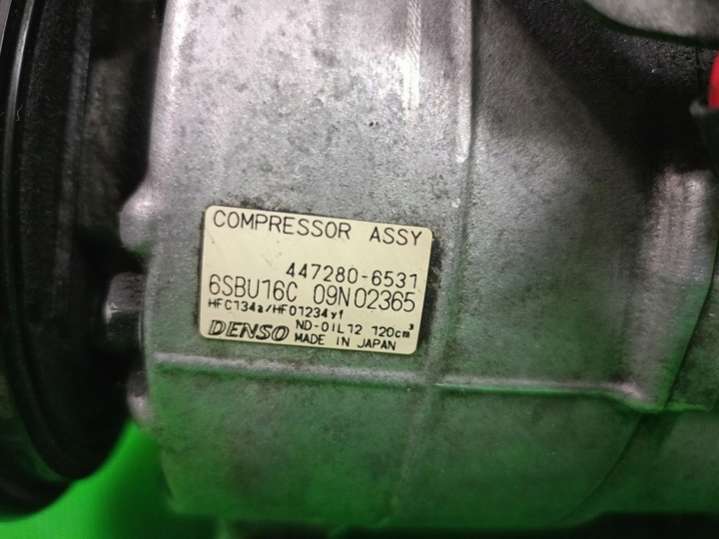 COMPRESSOR ASSY
447280-6531
6SBU16C 09N02365
HFC134a/HFO1234yf
DENSO ND-OIL12 120cm³
MADE IN JAPAN